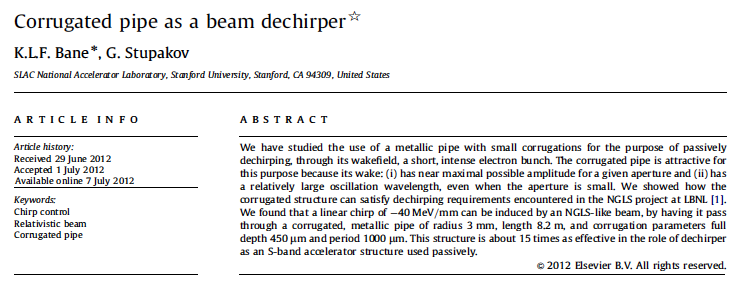 Corrugated pipe as a beam dechirper☆
K.L.F. Bane*, G. Stupakov
SLAC National Accelerator Laboratory, Stanford University, Stanford, CA 94309, United States
ARTICLE INFO
Article history:
Received 29 June 2012
Accepted 1 July 2012
Available online 7 July 2012
Keywords:
Chirp control
Relativistic beam
Corrugated pipe
ABSTRACT
We have studied the use of a metallic pipe with small corrugations for the purpose of passively
dechirping, through its wakefield, a short, intense electron bunch. The corrugated pipe is attractive for
this purpose because its wake: (i) has near maximal possible amplitude for a given aperture and (ii) has
a relatively large oscillation wavelength, even when the aperture is small. We showed how the
corrugated structure can satisfy dechirping requirements encountered in the NGLS project at LBNL [1].
We found that a linear chirp of −40 MeV/mm can be induced by an NGLS-like beam, by having it pass
through a corrugated, metallic pipe of radius 3 mm, length 8.2 m, and corrugation parameters full
depth 450 μm and period 1000 μm. This structure is about 15 times as effective in the role of dechirper
as an S-band accelerator structure used passively.
© 2012 Elsevier B.V. All rights reserved.